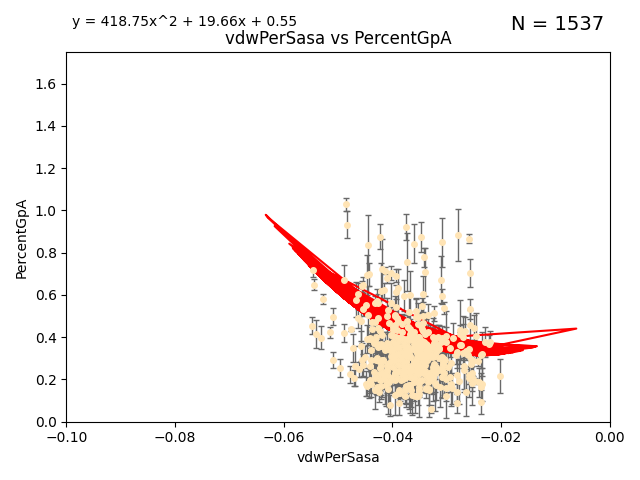 y = 418.75x^2 + 19.66x + 0.55
N = 1537
vdwPerSasa vs PercentGpA
PercentGpA
1.6
1.4
1.2
1.0
0.8
0.6
0.4
0.2
0.0
−0.10 −0.08 −0.06 −0.04 −0.02 0.00
vdwPerSasa